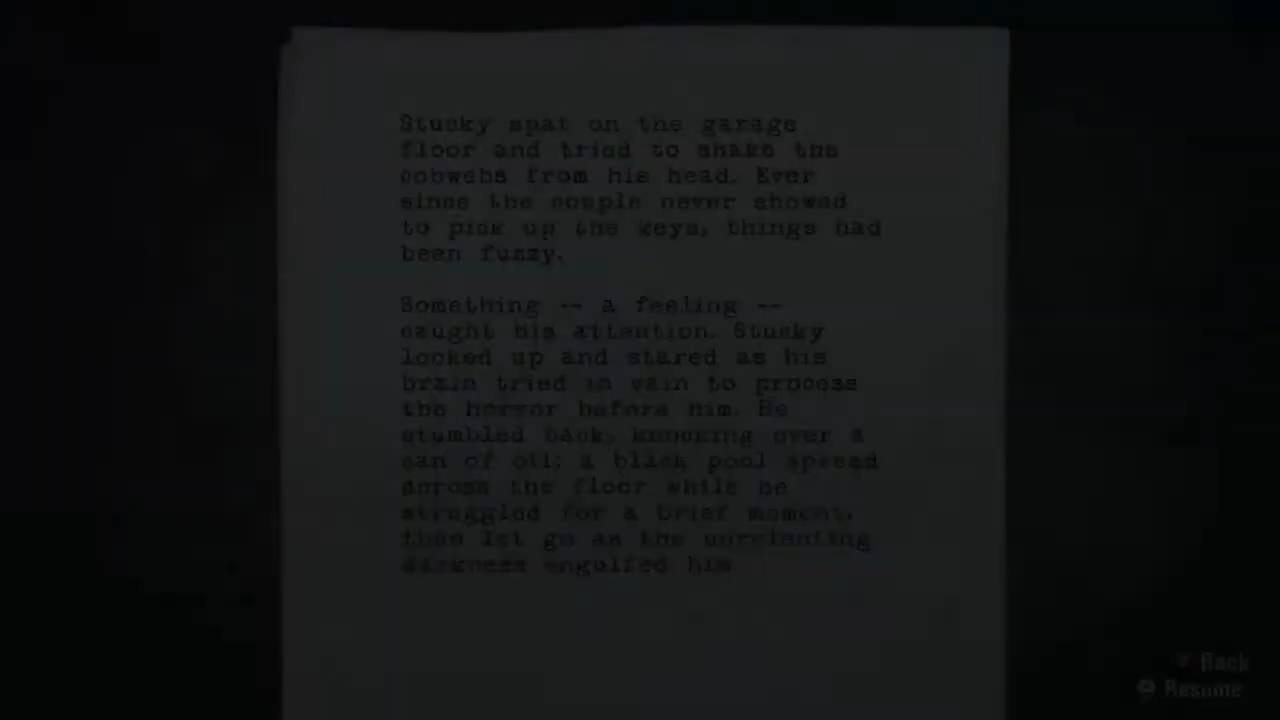 Stucky spat on the garage
floor and tried to shake the
cobwebs from his head. Ever
since the couple never showed
to pick up the keys, things had
been fuzzy.
Something -- a feeling --
caught his attention. Stucky
looked up and stared as his
brain tried in vain to process
the horror before him. He
stumbled back, knocking over a
can of oil; a black pool spread
across the floor while he
struggled for a brief moment,
then let go as the unrelenting
darkness engulfed him
Back
Resume